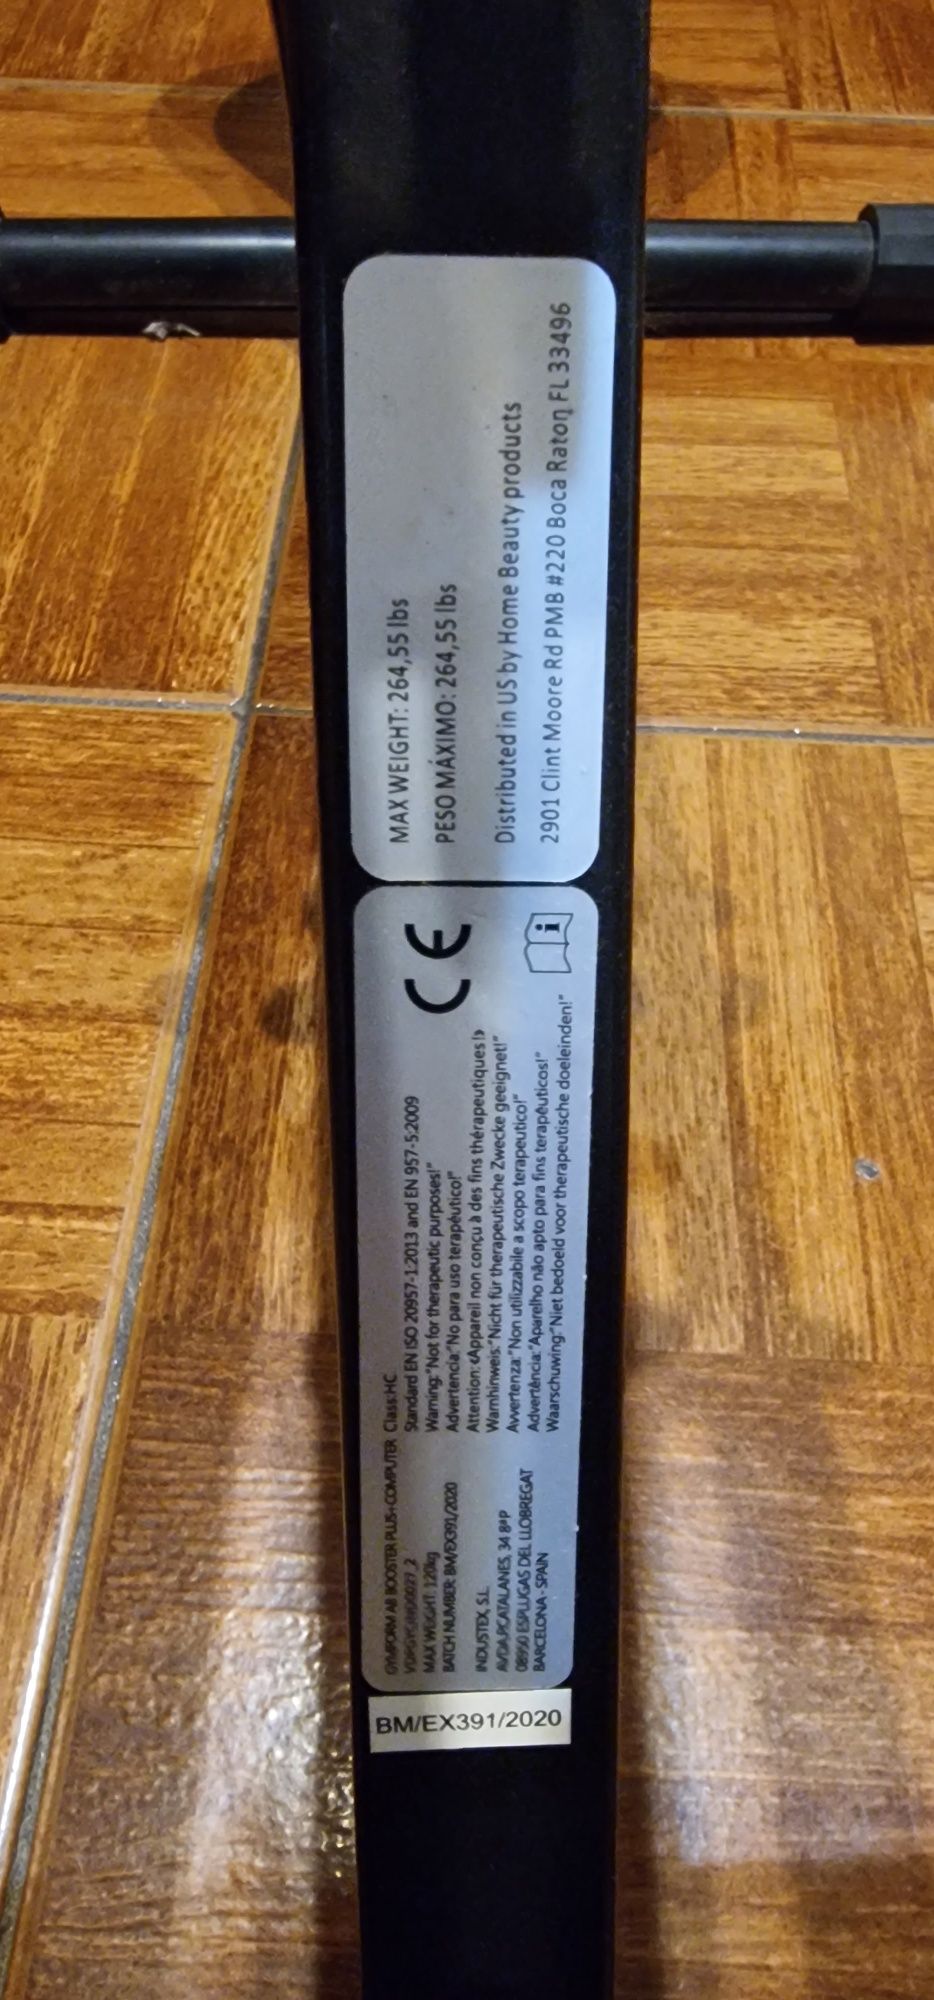 MAX WEIGHT: 264,55 lbs
PESO MÁXIMO: 264,55 lbs
Distributed in US by Home Beauty products
2901 Clint Moore Rd PMB #220 Boca Raton FL 33496
CE
GYMFORM AB BOOSTER PLUS+COMPUTER
MAX WEIGHT: 120kg
BATCH NUMBER: BM/EX391/2020
INDUSTEX, S.L.
AVDA.P.CATALANES, 34 8ªP
08950 ESPLUGAS DEL LLOBREGAT
BARCELONA - SPAIN
Class:HC
Standard EN ISO 20957-1:2013 and EN 957-5:2009
Warning:"Not for therapeutic purposes!"
Advertencia:"No para uso terapéutico!"
Attention:‹Appareil non conçu à des fins thérapeutiques !›
Warnhinweis:"Nicht für therapeutische Zwecke geeignet!"
Avvertenza:"Non utilizzabile a scopo terapeutico!"
Advertência:"Aparelho não apto para fins terapêuticos!"
Waarschuwing:"Niet bedoeld voor therapeutische doeleinden!"
BM/EX391/2020